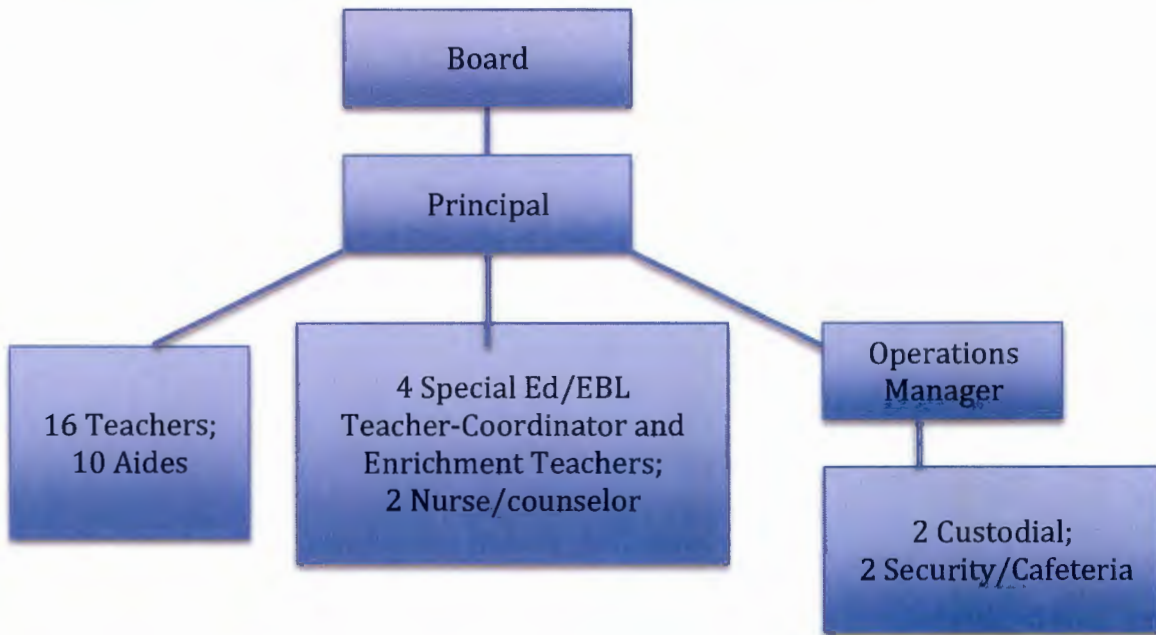 Board
Principal
16 Teachers;
10 Aides
4 Special Ed/EBL
Teacher-Coordinator and
Enrichment Teachers;
2 Nurse/counselor
Operations
Manager
2 Custodial;
2 Security/Cafeteria